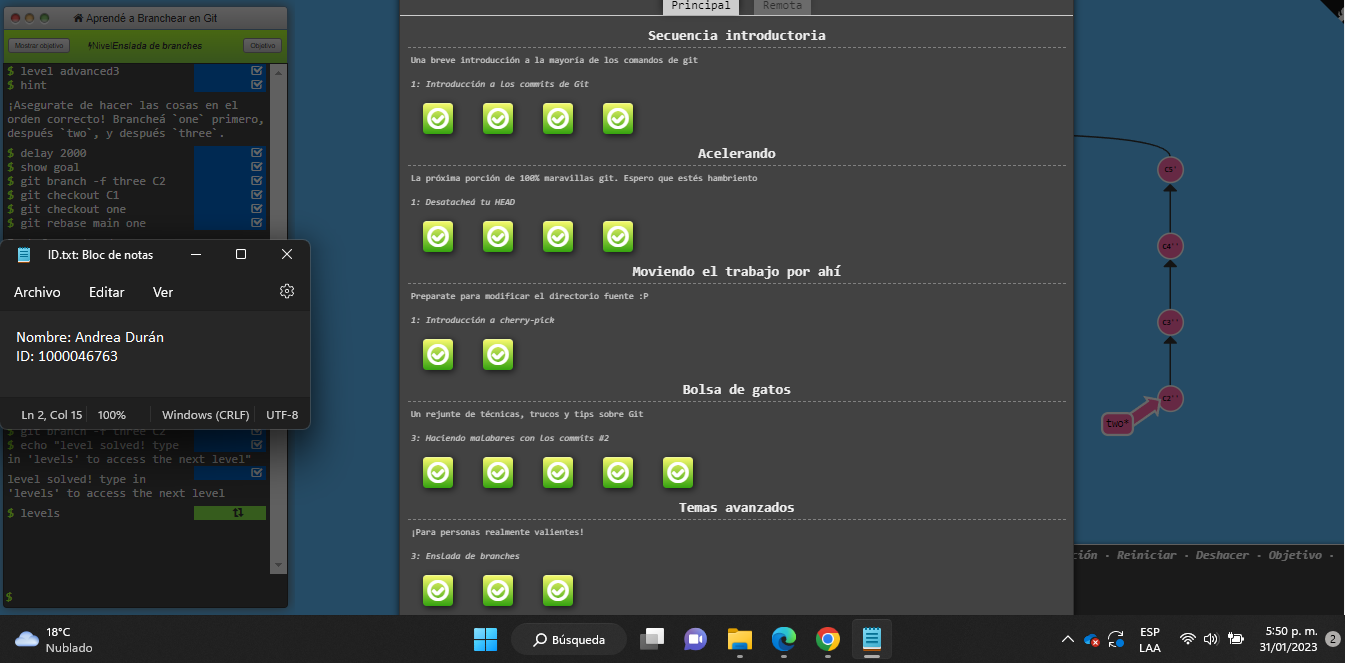 Aprendé a Branchear en Git
Mostrar objetivo
Nivel Enslada de branches
Objetivo
$ level advanced3
$ hint
¡Asegurate de hacer las cosas en el
orden correcto! Brancheá `one` primero,
después `two`, y después `three`.
$ delay 2000
$ show goal
$ git branch -f three C2
$ git checkout C1
$ git checkout one
$ git rebase main one
ID.txt: Bloc de notas
Archivo Editar Ver
Nombre: Andrea Durán
ID: 1000046763
Ln 2, Col 15 100% Windows (CRLF) UTF-8
$ git branch -f three C2
$ echo "level solved! type
in 'levels' to access the next level"
level solved! type in
'levels' to access the next level
$ levels
$
Principal Remota
Secuencia introductoria
Una breve introducción a la mayoría de los comandos de git
1: Introducción a los commits de Git
Acelerando
La próxima porción de 100% maravillas git. Espero que estés hambriento
1: Desatacheá tu HEAD
Moviendo el trabajo por ahí
Preparate para modificar el directorio fuente :P
1: Introducción a cherry-pick
Bolsa de gatos
Un rejunte de técnicas, trucos y tips sobre Git
3: Haciendo malabares con los commits #2
Temas avanzados
¡Para personas realmente valientes!
3: Enslada de branches
C5'
C4''
C3''
C2''
two*
ción · Reiniciar · Deshacer · Objetivo ·
18°C
Nublado
Búsqueda
ESP
LAA
5:50 p. m.
31/01/2023
2